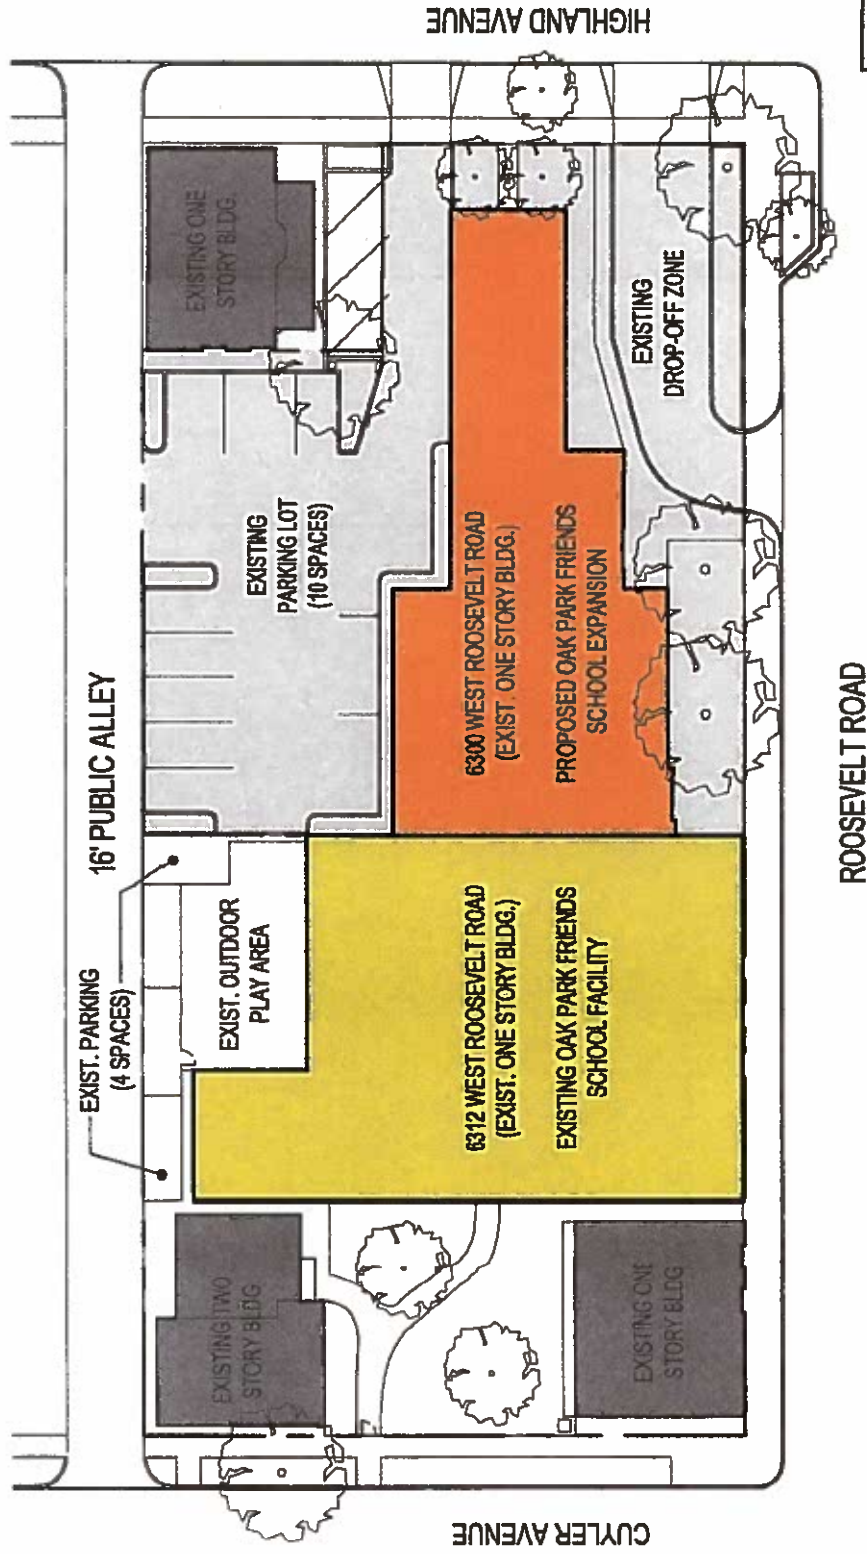 EXIST. PARKING
(4 SPACES)
16' PUBLIC ALLEY
EXISTING TWO
STORY BLDG
EXIST. OUTDOOR
PLAY AREA
EXISTING
PARKING LOT
(10 SPACES)
EXISTING ONE
STORY BLDG.
6312 WEST ROOSEVELT ROAD
(EXIST. ONE STORY BLDG.)
EXISTING OAK PARK FRIENDS
SCHOOL FACILITY
6300 WEST ROOSEVELT ROAD
(EXIST. ONE STORY BLDG.)
PROPOSED OAK PARK FRIENDS
SCHOOL EXPANSION
EXISTING
DROP-OFF ZONE
EXISTING ONE
STORY BLDG
CUYLER AVENUE
HIGHLAND AVENUE
ROOSEVELT ROAD